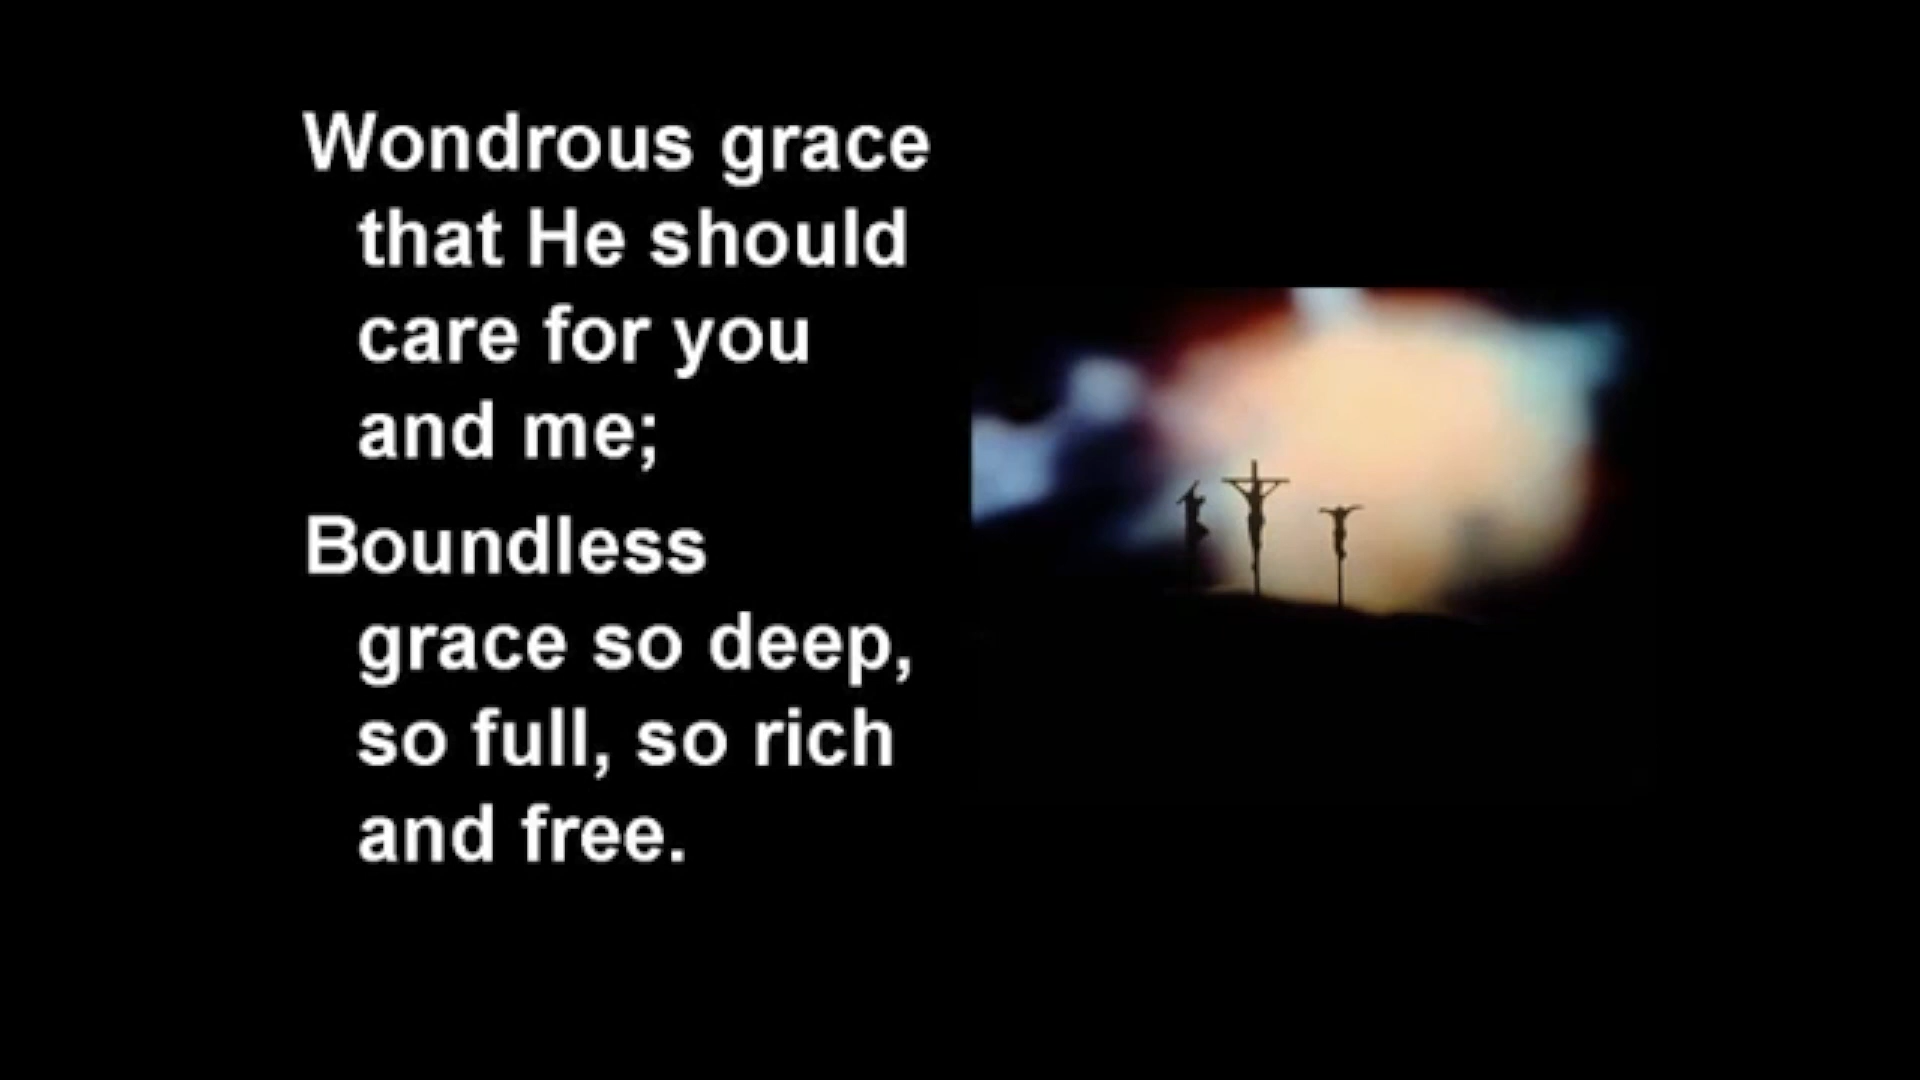 Wondrous grace
that He should
care for you
and me;
Boundless
grace so deep,
so full, so rich
and free.